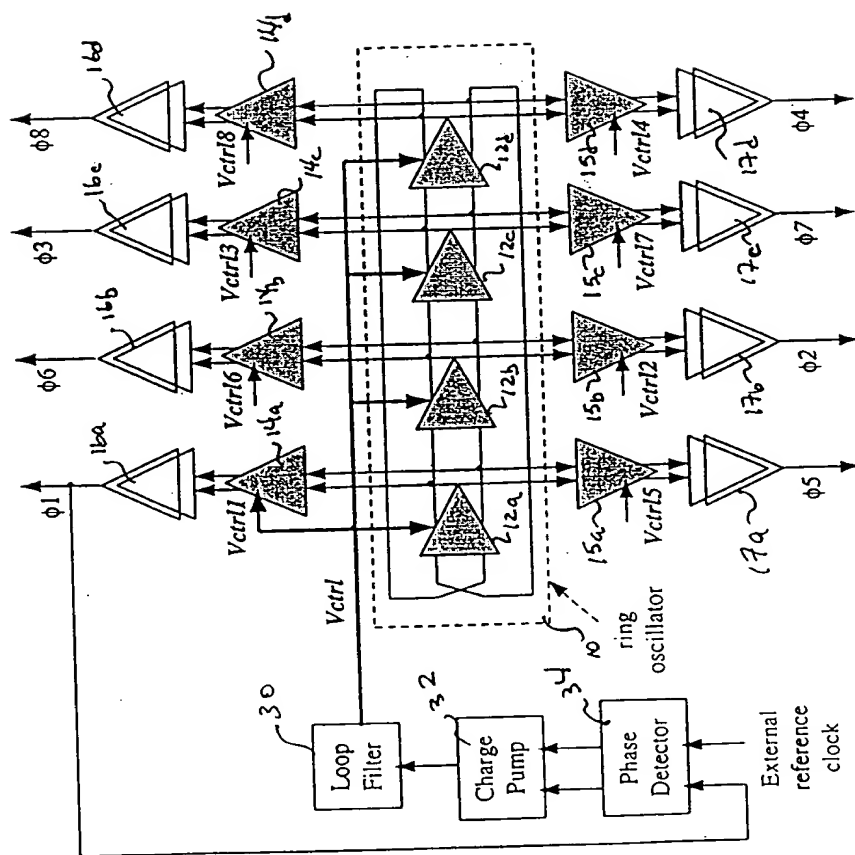 ϕ1
ϕ6
ϕ3
ϕ8
16a
16b
16c
16d
Vctrl1
Vctrl6
Vctrl3
Vctrl8
14a
14b
14c
14d
Vctrl
30
Loop
Filter
32
Charge
Pump
34
Phase
Detector
External
reference
clock
12a
12b
12c
12d
10
ring
oscillator
15a
15b
15c
15d
Vctrl5
Vctrl2
Vctrl7
Vctrl4
17a
17b
17c
17d
ϕ5
ϕ2
ϕ7
ϕ4